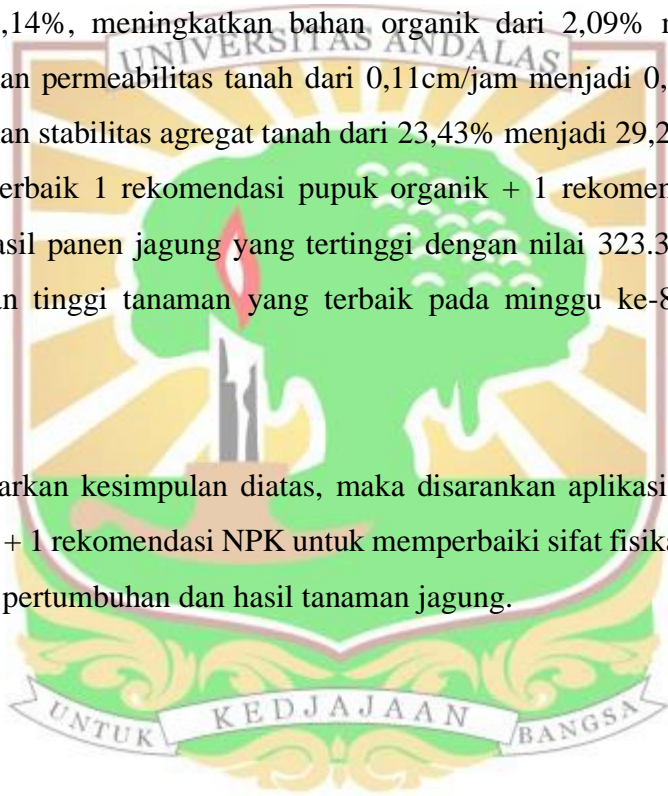 ,14%, meningkatkan bahan organik dari 2,09%
UNIVERSITAS ANDALAS
an permeabilitas tanah dari 0,11cm/jam menjadi 0,
an stabilitas agregat tanah dari 23,43% menjadi 29,2
erbaik 1 rekomendasi pupuk organik + 1 rekomen
asil panen jagung yang tertinggi dengan nilai 323.3
an tinggi tanaman yang terbaik pada minggu ke-8
arkan kesimpulan diatas, maka disarankan aplikasi
+ 1 rekomendasi NPK untuk memperbaiki sifat fisika
pertumbuhan dan hasil tanaman jagung.
UNTUK KEDJAJAAN BANGSA